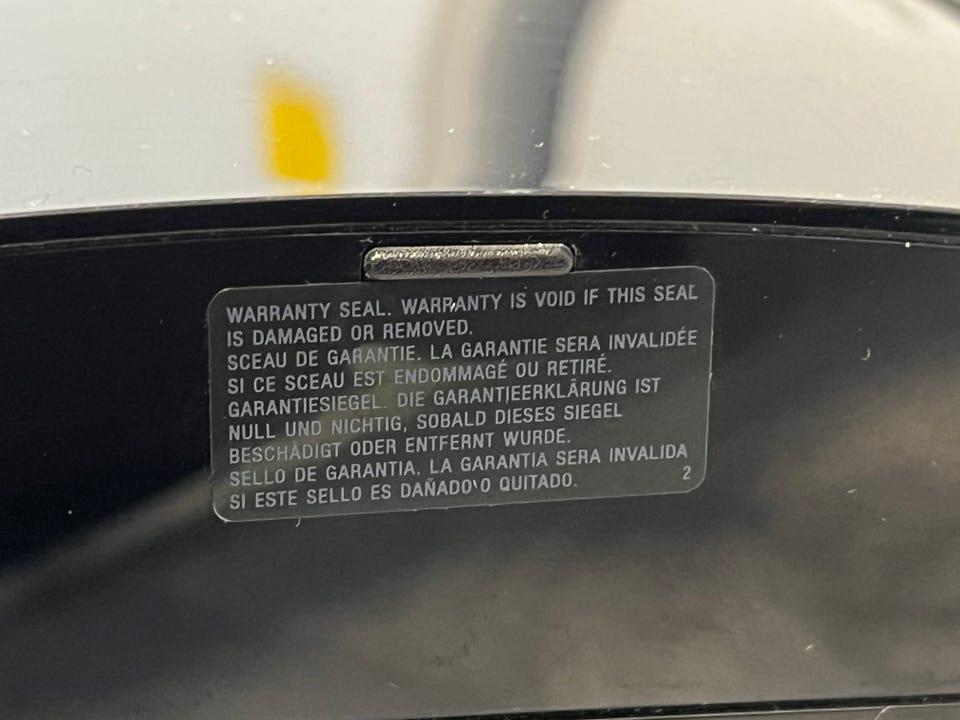 WARRANTY SEAL. WARRANTY IS VOID IF THIS SEAL
IS DAMAGED OR REMOVED.
SCEAU DE GARANTIE. LA GARANTIE SERA INVALIDÉE
SI CE SCEAU EST ENDOMMAGÉ OU RETIRÉ.
GARANTIESIEGEL. DIE GARANTIEERKLÄRUNG IST
NULL UND NICHTIG, SOBALD DIESES SIEGEL
BESCHÄDIGT ODER ENTFERNT WURDE.
SELLO DE GARANTIA. LA GARANTIA SERA INVALIDA
SI ESTE SELLO ES DAÑADO O QUITADO. 2